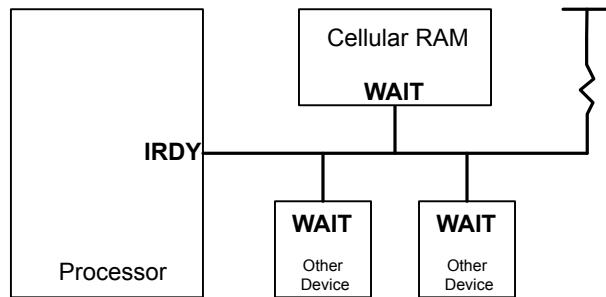 Cellular RAM
WAIT
IRDY
WAIT
WAIT
Other
Device
Other
Device
Processor